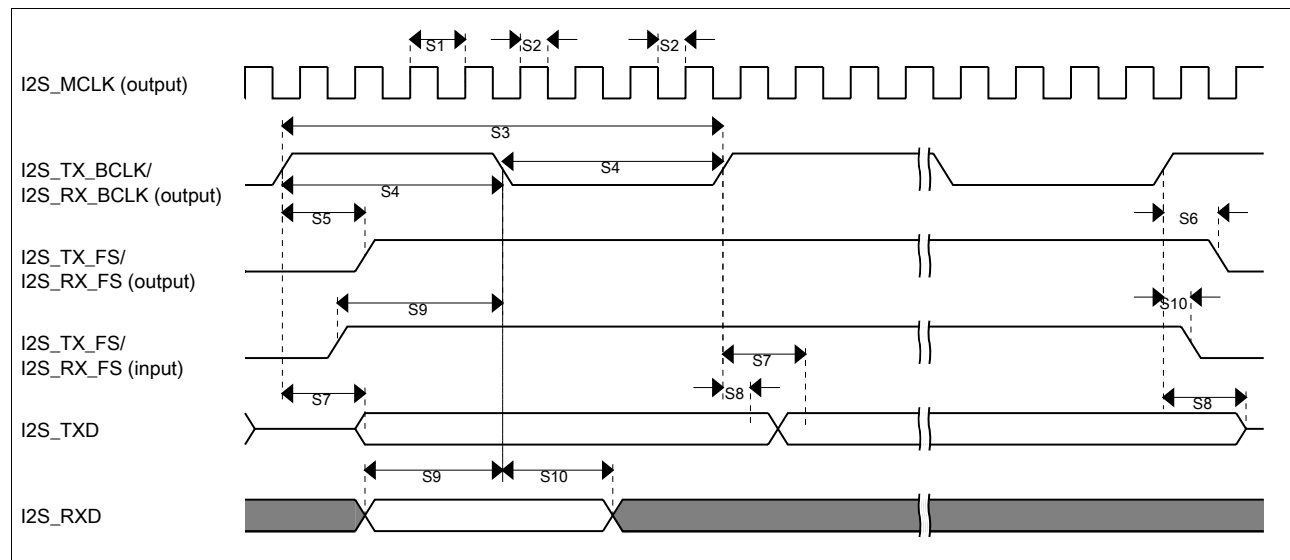 S1
S2
S2
I2S_MCLK (output)
S3
I2S_TX_BCLK/
I2S_RX_BCLK (output)
S4
S4
S5
S6
I2S_TX_FS/
I2S_RX_FS (output)
S9
S10
I2S_TX_FS/
I2S_RX_FS (input)
S7
S7
S8
S8
I2S_TXD
S9
S10
I2S_RXD